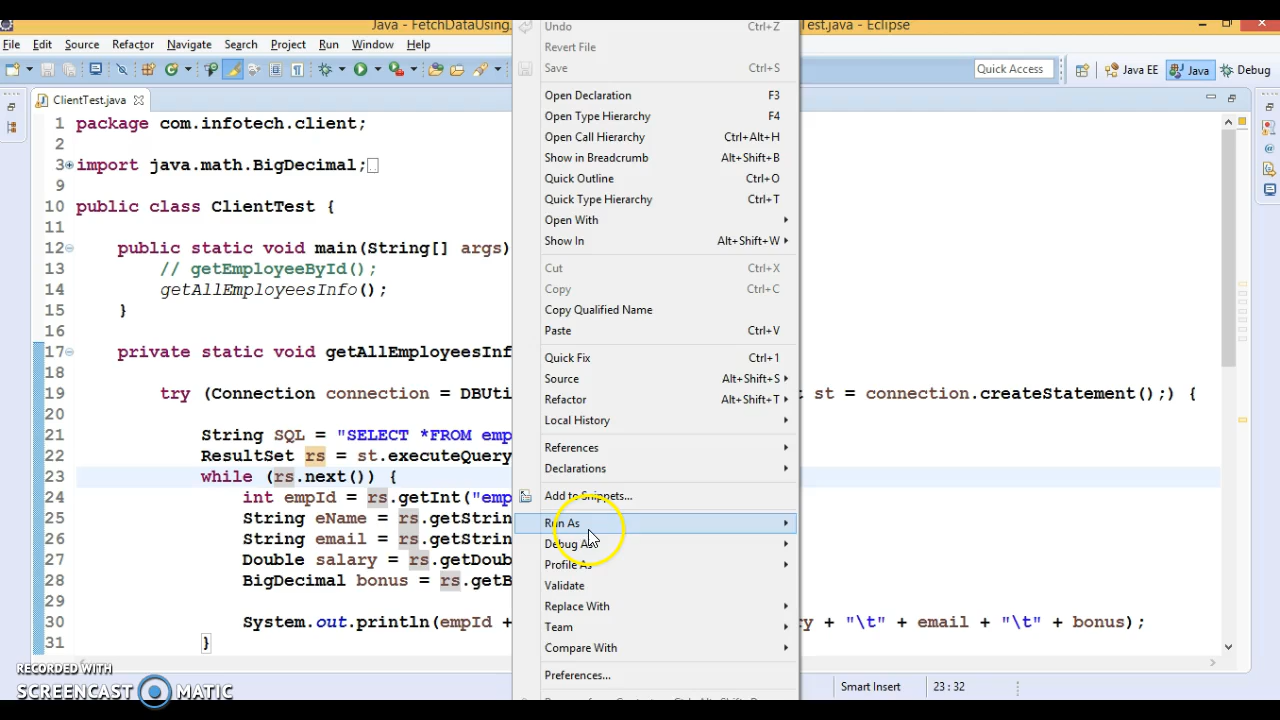 Java - FetchDataUsing
Test.java - Eclipse
File Edit Source Refactor Navigate Search Project Run Window Help
Quick Access
Java EE
Java
Debug
ClientTest.java
1 package com.infotech.client;
2
3 import java.math.BigDecimal;
9
10 public class ClientTest {
11
12 public static void main(String[] args)
13 // getEmployeeById();
14 getAllEmployeesInfo();
15 }
16
17 private static void getAllEmployeesInf
18
19 try (Connection connection = DBUti
t st = connection.createStatement();) {
20
21 String SQL = "SELECT *FROM emp
22 ResultSet rs = st.executeQuery
23 while (rs.next()) {
24 int empId = rs.getInt("emp
25 String eName = rs.getStrin
26 String email = rs.getStrin
27 Double salary = rs.getDoub
28 BigDecimal bonus = rs.getB
29
30 System.out.println(empId +
y + "\t" + email + "\t" + bonus);
31 }
Undo Ctrl+Z
Revert File
Save Ctrl+S
Open Declaration F3
Open Type Hierarchy F4
Open Call Hierarchy Ctrl+Alt+H
Show in Breadcrumb Alt+Shift+B
Quick Outline Ctrl+O
Quick Type Hierarchy Ctrl+T
Open With
Show In Alt+Shift+W
Cut Ctrl+X
Copy Ctrl+C
Copy Qualified Name
Paste Ctrl+V
Quick Fix Ctrl+1
Source Alt+Shift+S
Refactor Alt+Shift+T
Local History
References
Declarations
Add to Snippets...
Run As
Debug As
Profile As
Validate
Replace With
Team
Compare With
Preferences...
Smart Insert
23 : 32
RECORDED WITH
SCREENCAST MATIC